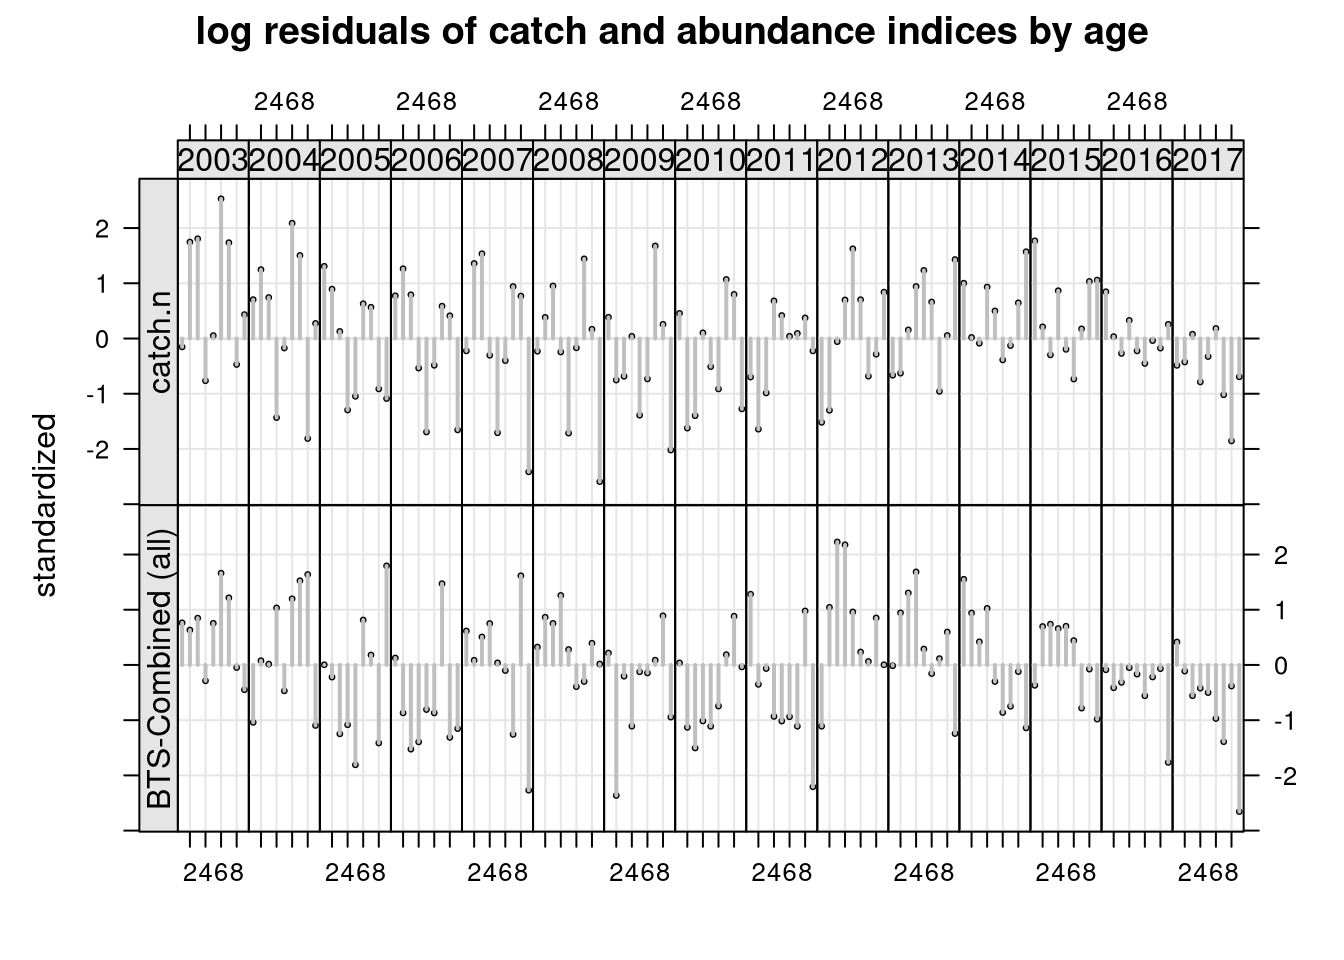 log residuals of catch and abundance indices by age
2468 2468 2468 2468 2468 2468 2468
2003 2004 2005 2006 2007 2008 2009 2010 2011 2012 2013 2014 2015 2016 2017
standardized
catch.n
2
1
0
-1
-2
BTS-Combined (all)
2
1
0
-1
-2
2468 2468 2468 2468 2468 2468 2468 2468